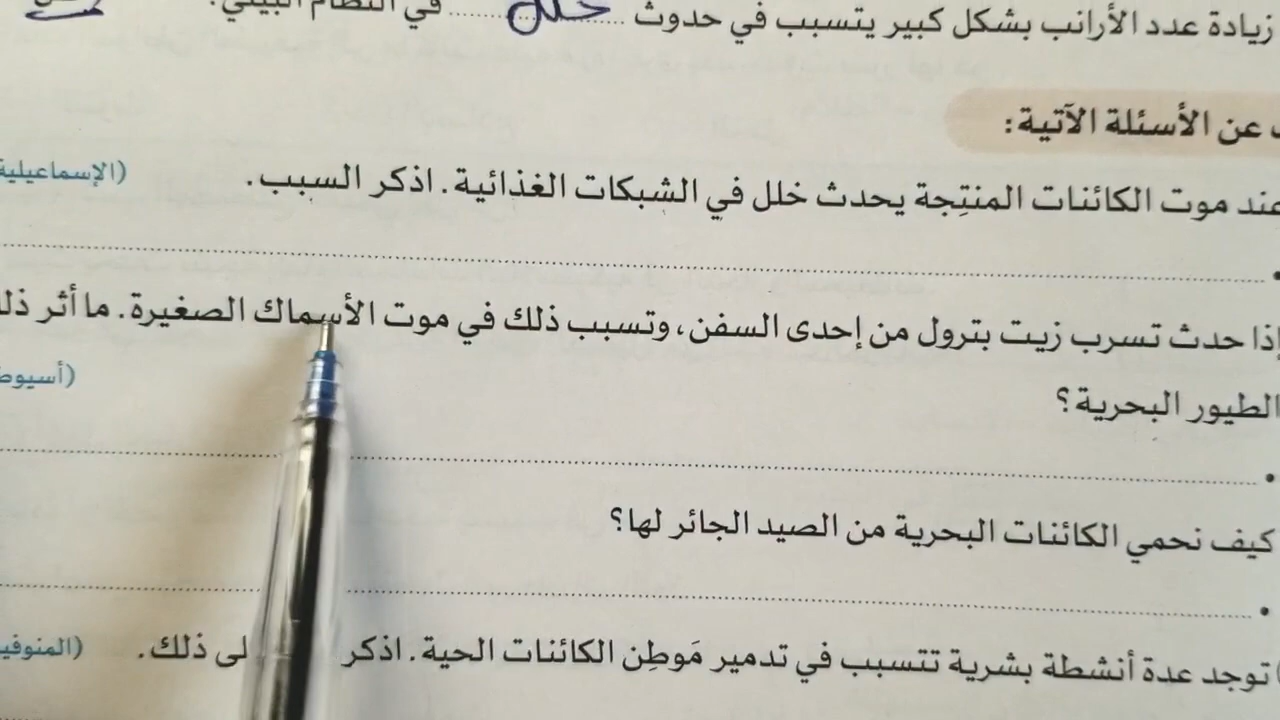 زيادة عدد الأرانب بشكل كبير يتسبب في حدوث ...... خلل ...... في النظام البيئي.
عن الأسئلة الآتية:
عند موت الكائنات المنتِجة يحدث خلل في الشبكات الغذائية. اذكر السبب. (الإسماعيلية
إذا حدث تسرب زيت بترول من إحدى السفن، وتسبب ذلك في موت الأسماك الصغيرة. ما أثر
الطيور البحرية؟ (أسيوط
كيف نحمي الكائنات البحرية من الصيد الجائر لها؟
توجد عدة أنشطة بشرية تتسبب في تدمير مَوطِن الكائنات الحية. اذكر لى ذلك. (المنوفي